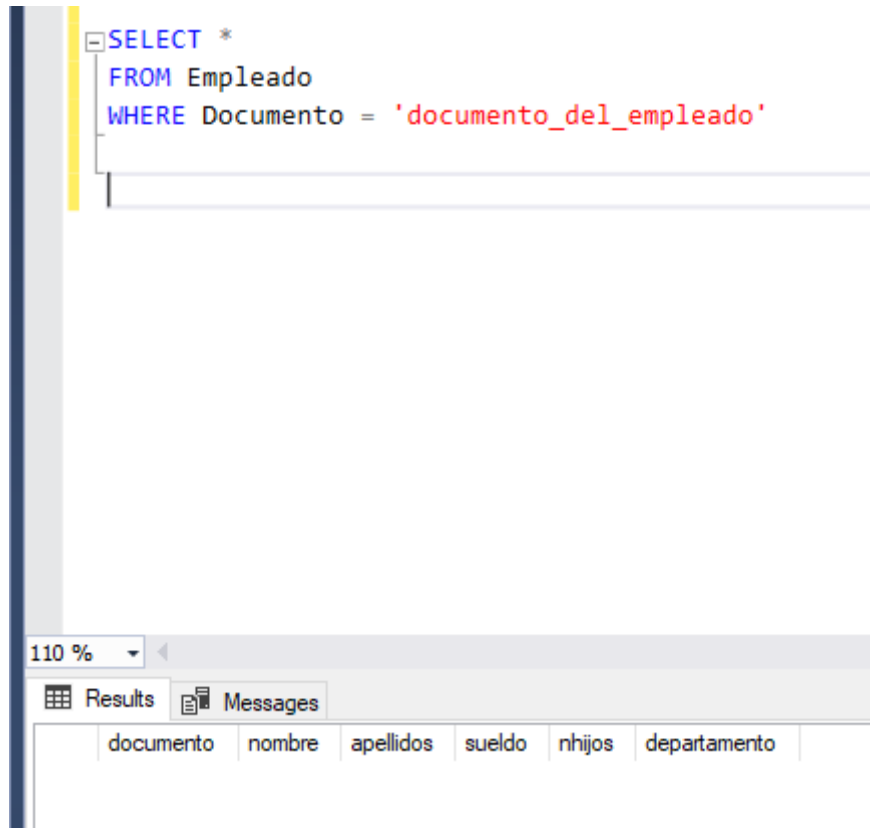 SELECT *
FROM Empleado
WHERE Documento = 'documento_del_empleado'
110 %
Results Messages
documento nombre apellidos sueldo nhijos departamento